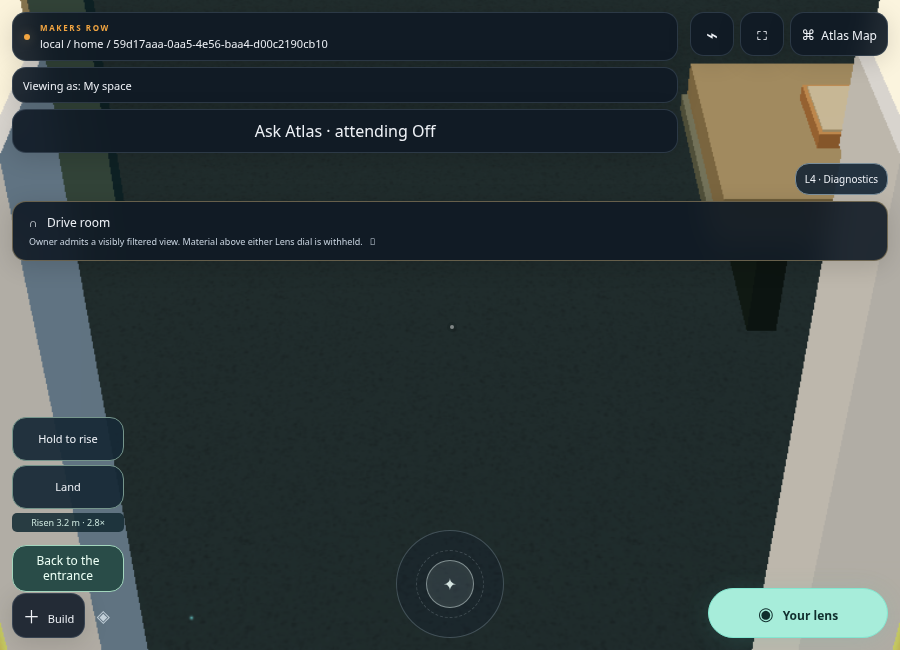 MAKERS ROW
local / home / 59d17aaa-0aa5-4e56-baa4-d00c2190cb10
Atlas Map
Viewing as: My space
Ask Atlas · attending Off
L4 · Diagnostics
Drive room
Owner admits a visibly filtered view. Material above either Lens dial is withheld.
Hold to rise
Land
Risen 3.2 m · 2.8×
Back to the
entrance
Build
Your lens